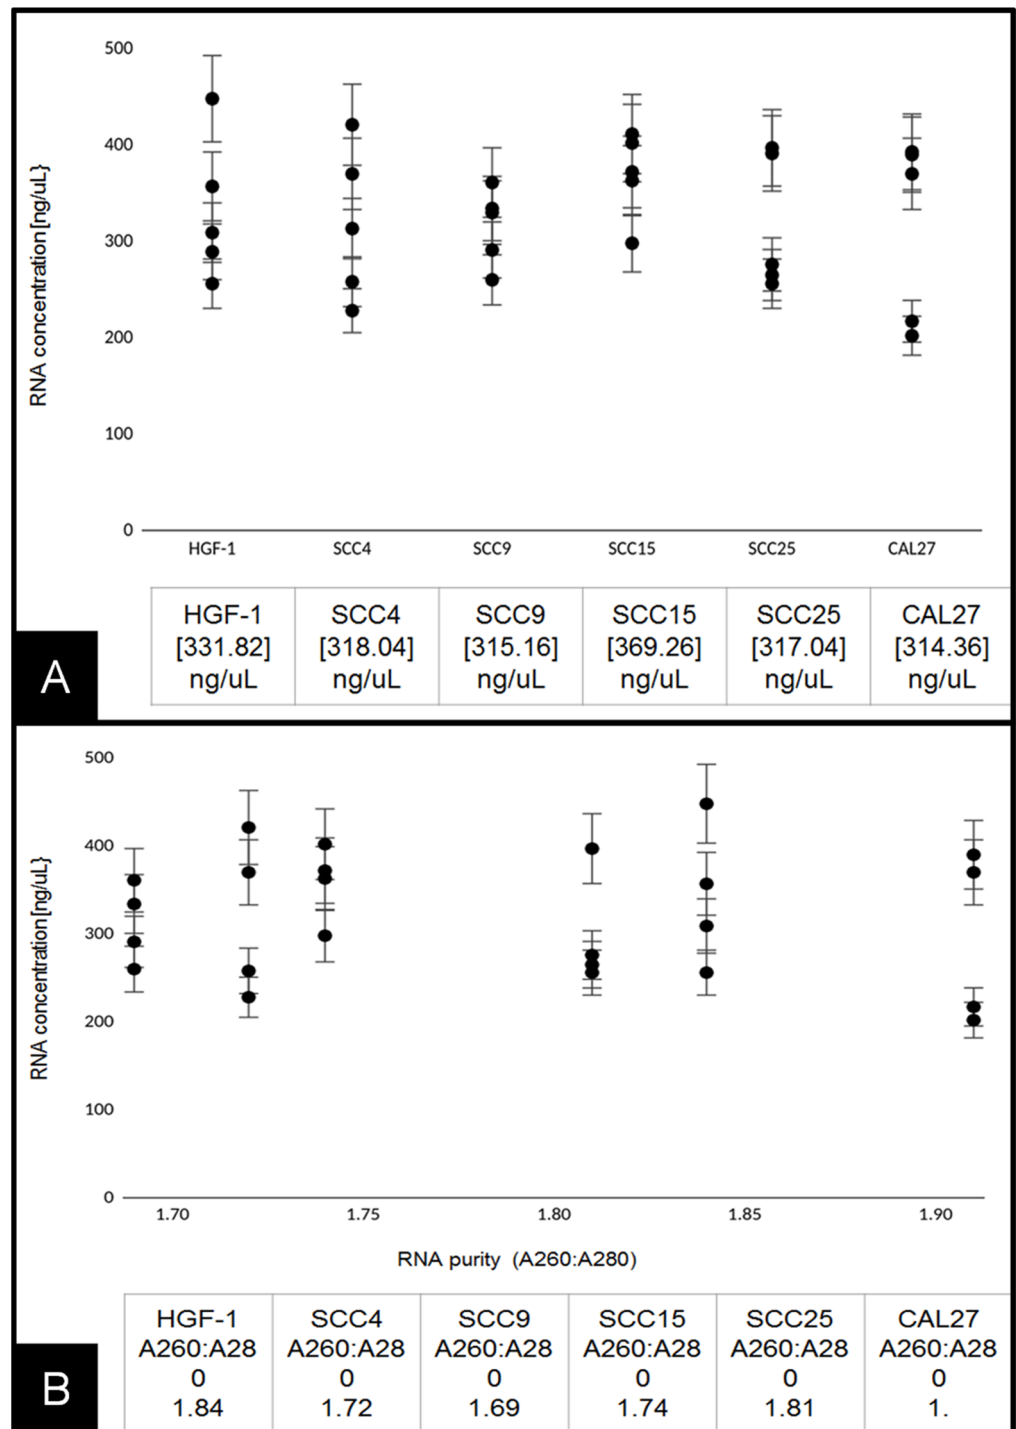 500
400
300
200
100
0
RNA concentration[ng/uL}
HGF-1 SCC4 SCC9 SCC15 SCC25 CAL27
HGF-1 SCC4 SCC9 SCC15 SCC25 CAL27
[331.82] [318.04] [315.16] [369.26] [317.04] [314.36]
ng/uL ng/uL ng/uL ng/uL ng/uL ng/uL
A
500
400
300
200
100
0
RNA concentration[ng/uL}
1.70 1.75 1.80 1.85 1.90
RNA purity (A260:A280)
HGF-1 SCC4 SCC9 SCC15 SCC25 CAL27
A260:A28 A260:A28 A260:A28 A260:A28 A260:A28 A260:A28
0 0 0 0 0 0
1.84 1.72 1.69 1.74 1.81 1.
B